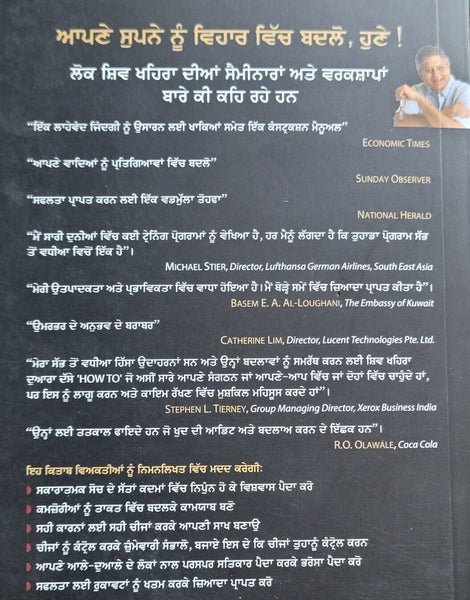 ਆਪਣੇ ਸੁਪਨੇ ਨੂੰ ਵਿਹਾਰ ਵਿੱਚ ਬਦਲੋ, ਹੁਣੇ !
ਲੋਕ ਸ਼ਿਵ ਖਹਿਰਾ ਦੀਆਂ ਸੈਮੀਨਾਰਾਂ ਅਤੇ ਵਰਕਸ਼ਾਪਾਂ
ਬਾਰੇ ਕੀ ਕਹਿ ਰਹੇ ਹਨ
“ਇੱਕ ਲਾਹੇਵੰਦ ਜਿੰਦਗੀ ਨੂੰ ਉਸਾਰਨ ਲਈ ਖਾਕਿਆਂ ਸਮੇਤ ਇੱਕ ਕੰਸਟ੍ਰਕਸ਼ਨ ਮੈਨੂਅਲ”
ECONOMIC TIMES
“ਆਪਣੇ ਵਾਦਿਆਂ ਨੂੰ ਪ੍ਰਤਿਗਿਆਵਾਂ ਵਿੱਚ ਬਦਲੋ”
SUNDAY OBSERVER
“ਸਫਲਤਾ ਪ੍ਰਾਪਤ ਕਰਨ ਲਈ ਇੱਕ ਵਡਮੁੱਲਾ ਤੋਹਫਾ”
NATIONAL HERALD
“ਮੈਂ ਸਾਰੀ ਦੁਨੀਆਂ ਵਿੱਚ ਕਈ ਟ੍ਰੇਨਿੰਗ ਪ੍ਰੋਗਰਾਮਾਂ ਨੂੰ ਵੇਖਿਆ ਹੈ, ਹਰ ਮੈਨੂੰ ਲੱਗਦਾ ਹੈ ਕਿ ਤੁਹਾਡਾ ਪ੍ਰੋਗਰਾਮ ਸੱਭ
ਤੋਂ ਵਧੀਆ ਵਿਚੋਂ ਇੱਕ ਹੈ”।
MICHAEL STIER, Director, Lufthansa German Airlines, South East Asia
“ਮੇਰੀ ਉਤਪਾਦਕਤਾ ਅਤੇ ਪ੍ਰਭਾਵਿਕਤਾ ਵਿੱਚ ਵਾਧਾ ਹੋਇਆ ਹੈ। ਮੈਂ ਥੋੜ੍ਹੇ ਸਮੇਂ ਵਿੱਚ ਜ਼ਿਆਦਾ ਪ੍ਰਾਪਤ ਕੀਤਾ ਹੈ”।
BASEM E. A. AL-LOUGHANI, The Embassy of Kuwait
“ਉਮਰਭਰ ਦੇ ਅਨੁਭਵ ਦੇ ਬਰਾਬਰ”
CATHERINE LIM, Director, Lucent Technologies Pte. Ltd.
“ਮੇਰਾ ਸੱਭ ਤੋਂ ਵਧੀਆ ਹਿੱਸਾ ਉਦਾਹਰਨਾਂ ਸਨ ਅਤੇ ਉਨ੍ਹਾਂ ਬਦਲਾਵਾਂ ਨੂੰ ਸਮਰੱਥ ਕਰਨ ਲਈ ਸ਼ਿਵ ਖਹਿਰਾ
ਦੁਆਰਾ ਦੱਸੇ 'HOW TO' ਜੋ ਅਸੀਂ ਸਾਰੇ ਆਪਣੇ ਸੰਗਠਨ ਜਾਂ ਆਪਣੇ-ਆਪ ਵਿੱਚ ਜਾਂ ਦੋਂਹਾਂ ਵਿੱਚ ਚਾਹੁੰਦੇ ਹਾਂ,
ਪਰ ਇਸ ਨੂੰ ਲਾਗੂ ਕਰਨ ਅਤੇ ਕਾਇਮ ਰੱਖਣ ਵਿੱਚ ਮੁਸ਼ਕਿਲ ਮਹਿਸੂਸ ਕਰਦੇ ਹਾਂ”।
STEPHEN L. TIERNEY, Group Managing Director, Xerox Business India
“ਉਨ੍ਹਾਂ ਲਈ ਤਤਕਾਲ ਫਾਇਦੇ ਹਨ ਜੋ ਖੁਦ ਦੀ ਆਡਿਟ ਅਤੇ ਬਦਲਾਅ ਕਰਨ ਦੇ ਇੱਛਕ ਹਨ”।
R.O. OLAWALE, Coca Cola
ਇਹ ਕਿਤਾਬ ਵਿਅਕਤੀਆਂ ਨੂੰ ਨਿਮਨਲਿਖਤ ਵਿੱਚ ਮਦਦ ਕਰੇਗੀ:
ਸਕਾਰਾਤਮਕ ਸੋਚ ਦੇ ਸੱਤਾਂ ਕਦਮਾਂ ਵਿੱਚ ਨਿਪੁੰਨ ਹੋ ਕੇ ਵਿਸ਼ਵਾਸ ਪੈਦਾ ਕਰੋ
ਕਮਜ਼ੋਰੀਆਂ ਨੂੰ ਤਾਕਤ ਵਿੱਚ ਬਦਲਕੇ ਕਾਮਯਾਬ ਬਣੋ
ਸਹੀ ਕਾਰਨਾਂ ਲਈ ਸਹੀ ਚੀਜਾਂ ਕਰਕੇ ਆਪਣੀ ਸਾਖ ਬਣਾਉ
ਚੀਜਾਂ ਨੂੰ ਕੰਟ੍ਰੋਲ ਕਰਕੇ ਜ਼ੁੰਮੇਵਾਰੀ ਸੰਭਾਲੋ, ਬਜਾਏ ਇਸ ਦੇ ਕਿ ਚੀਜਾਂ ਤੁਹਾਨੂੰ ਕੰਟ੍ਰੋਲ ਕਰਨ
ਆਪਣੇ ਆਲੇ-ਦੁਆਲੇ ਦੇ ਲੋਕਾਂ ਨਾਲ ਪਰਸਪਰ ਸਤਿਕਾਰ ਪੈਦਾ ਕਰਕੇ ਭਰੋਸਾ ਪੈਦਾ ਕਰੋ
ਸਫਲਤਾ ਲਈ ਰੁਕਾਵਟਾਂ ਨੂੰ ਖਤਮ ਕਰਕੇ ਜ਼ਿਆਦਾ ਪ੍ਰਾਪਤ ਕਰੋ